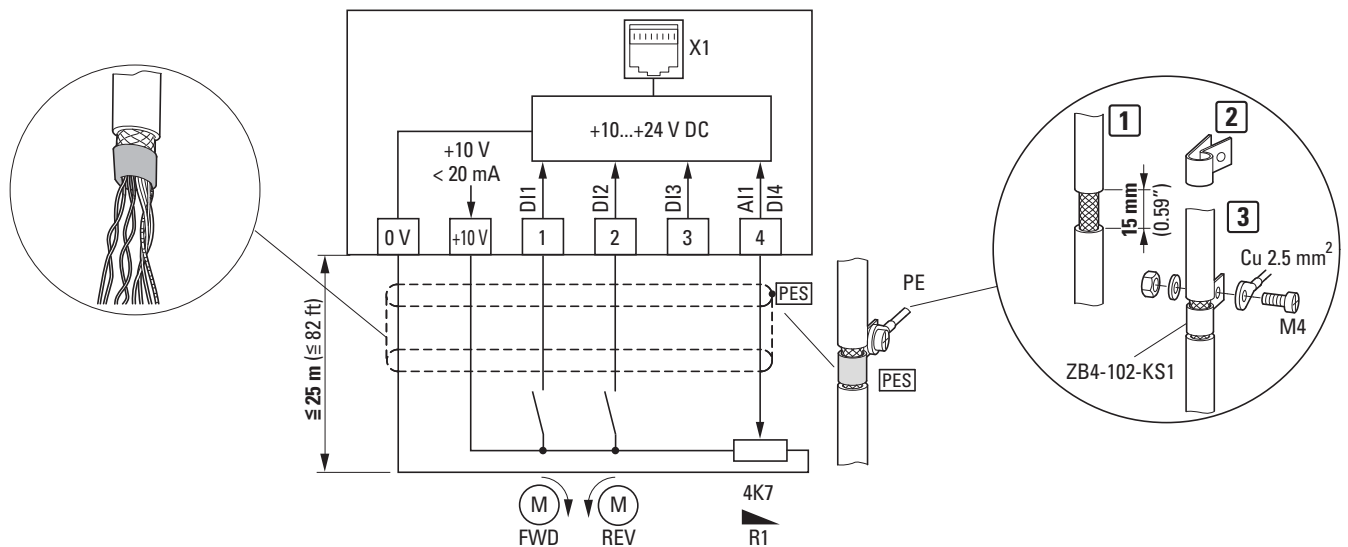 X1
+10...+24 V DC
+10 V
< 20 mA
DI1
DI2
DI3
AI1
DI4
0 V
+10 V
1
2
3
4
≦ 25 m (≦ 82 ft)
PES
PE
PES
M
FWD
M
REV
4K7
R1
1
2
15 mm
(0.59″)
3
Cu 2.5 mm²
M4
ZB4-102-KS1